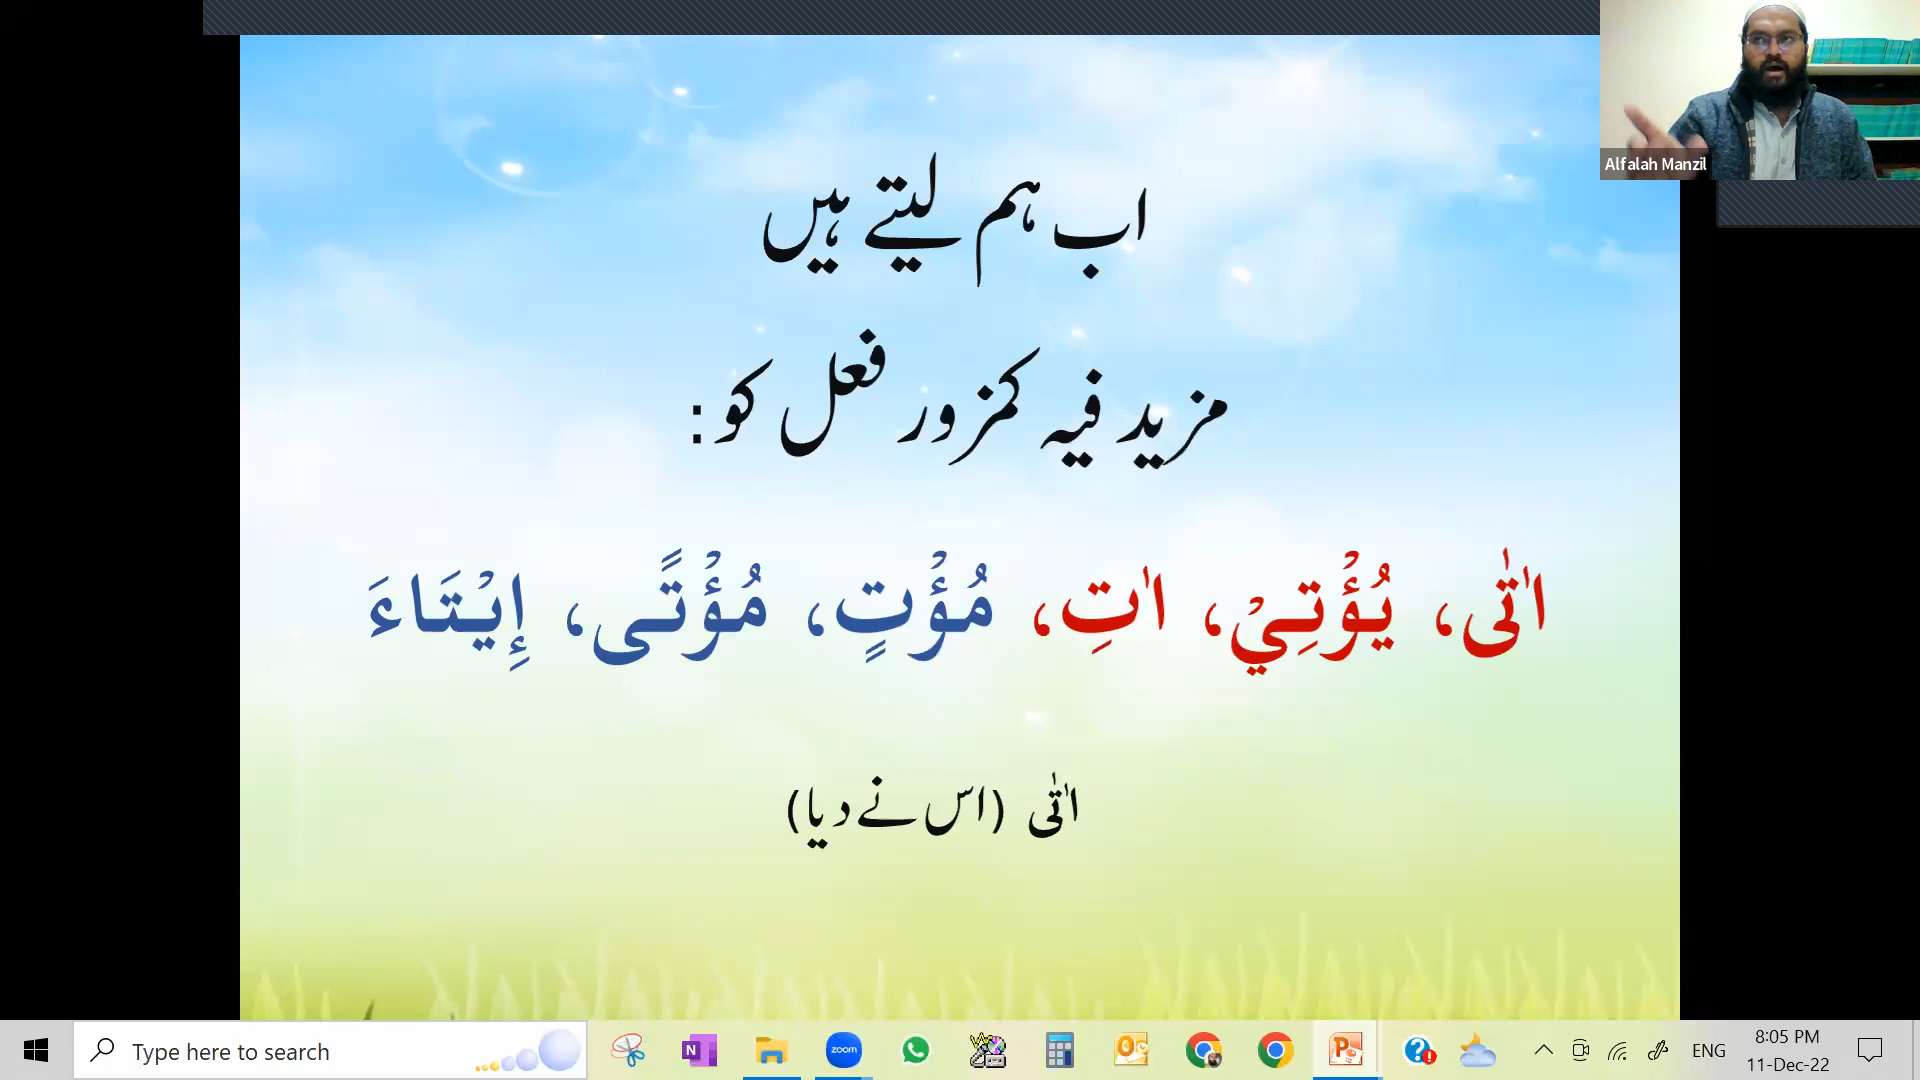 Alfalah Manzil
اب ہم لیتے ہیں
مزید فیہ کمزور فعل کو:
اٰتٰى، يُؤْتِيْ، اٰتِ، مُؤْتٍ، مُؤْتًى، إِيْتَاءَ
اٰتٰى (اس نے دیا)
Type here to search
N
zoom
ENG
8:05 PM
11-Dec-22